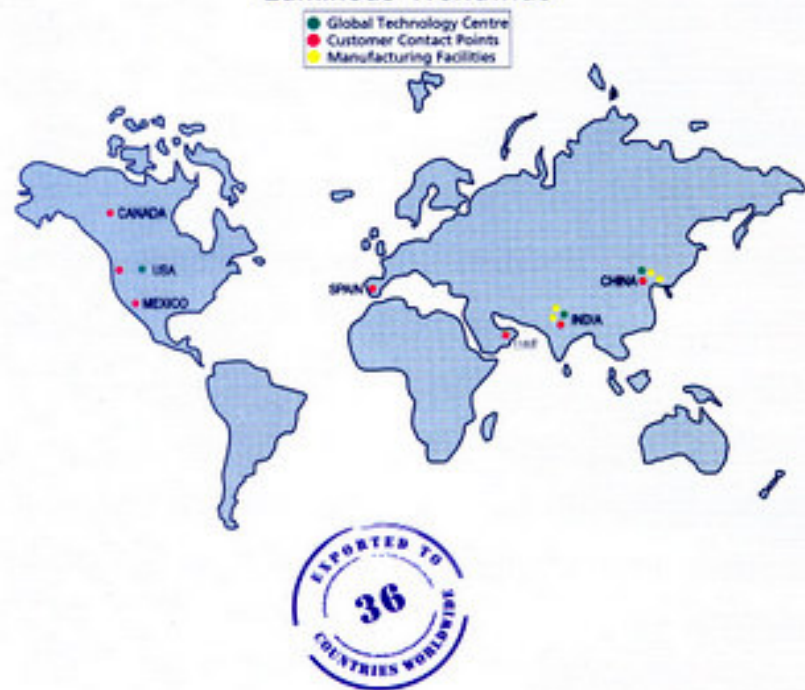 Global Technology Centre
Customer Contact Points
Manufacturing Facilities
CANADA
USA
MEXICO
SPAIN
CHINA
INDIA
EXPORTED TO
36
COUNTRIES WORLDWIDE